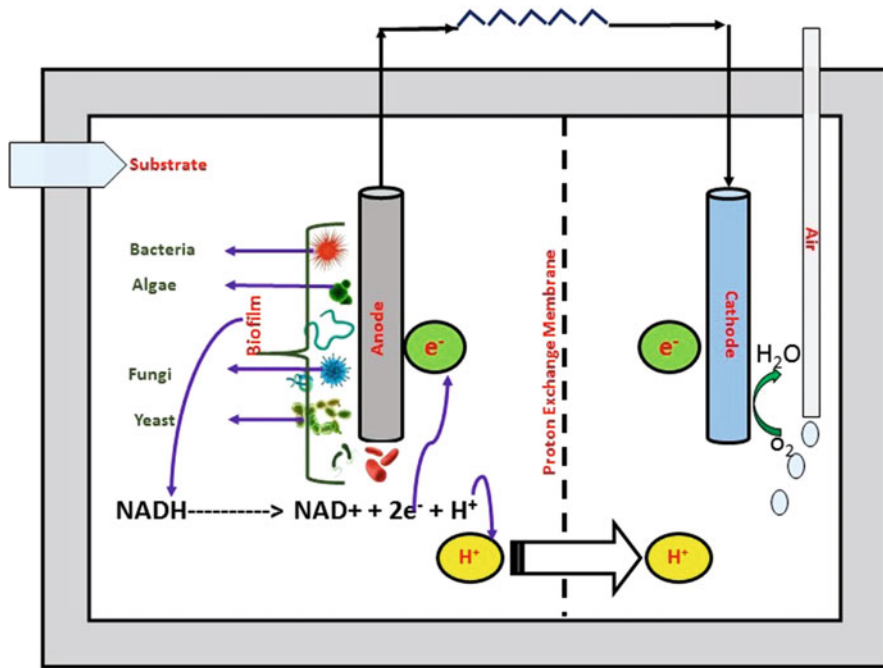 Substrate
Bacteria
Algae
Biofilm
Fungi
Yeast
Anode
e-
NADH----------> NAD+ + 2e- + H+
H+
Proton Exchange Membrane
H+
e-
Cathode
Air
H2O
O2